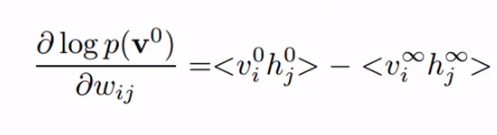 ∂ log p(v⁰) / ∂w_ij = <v_i⁰ h_j⁰> − <v_i^∞ h_j^∞>